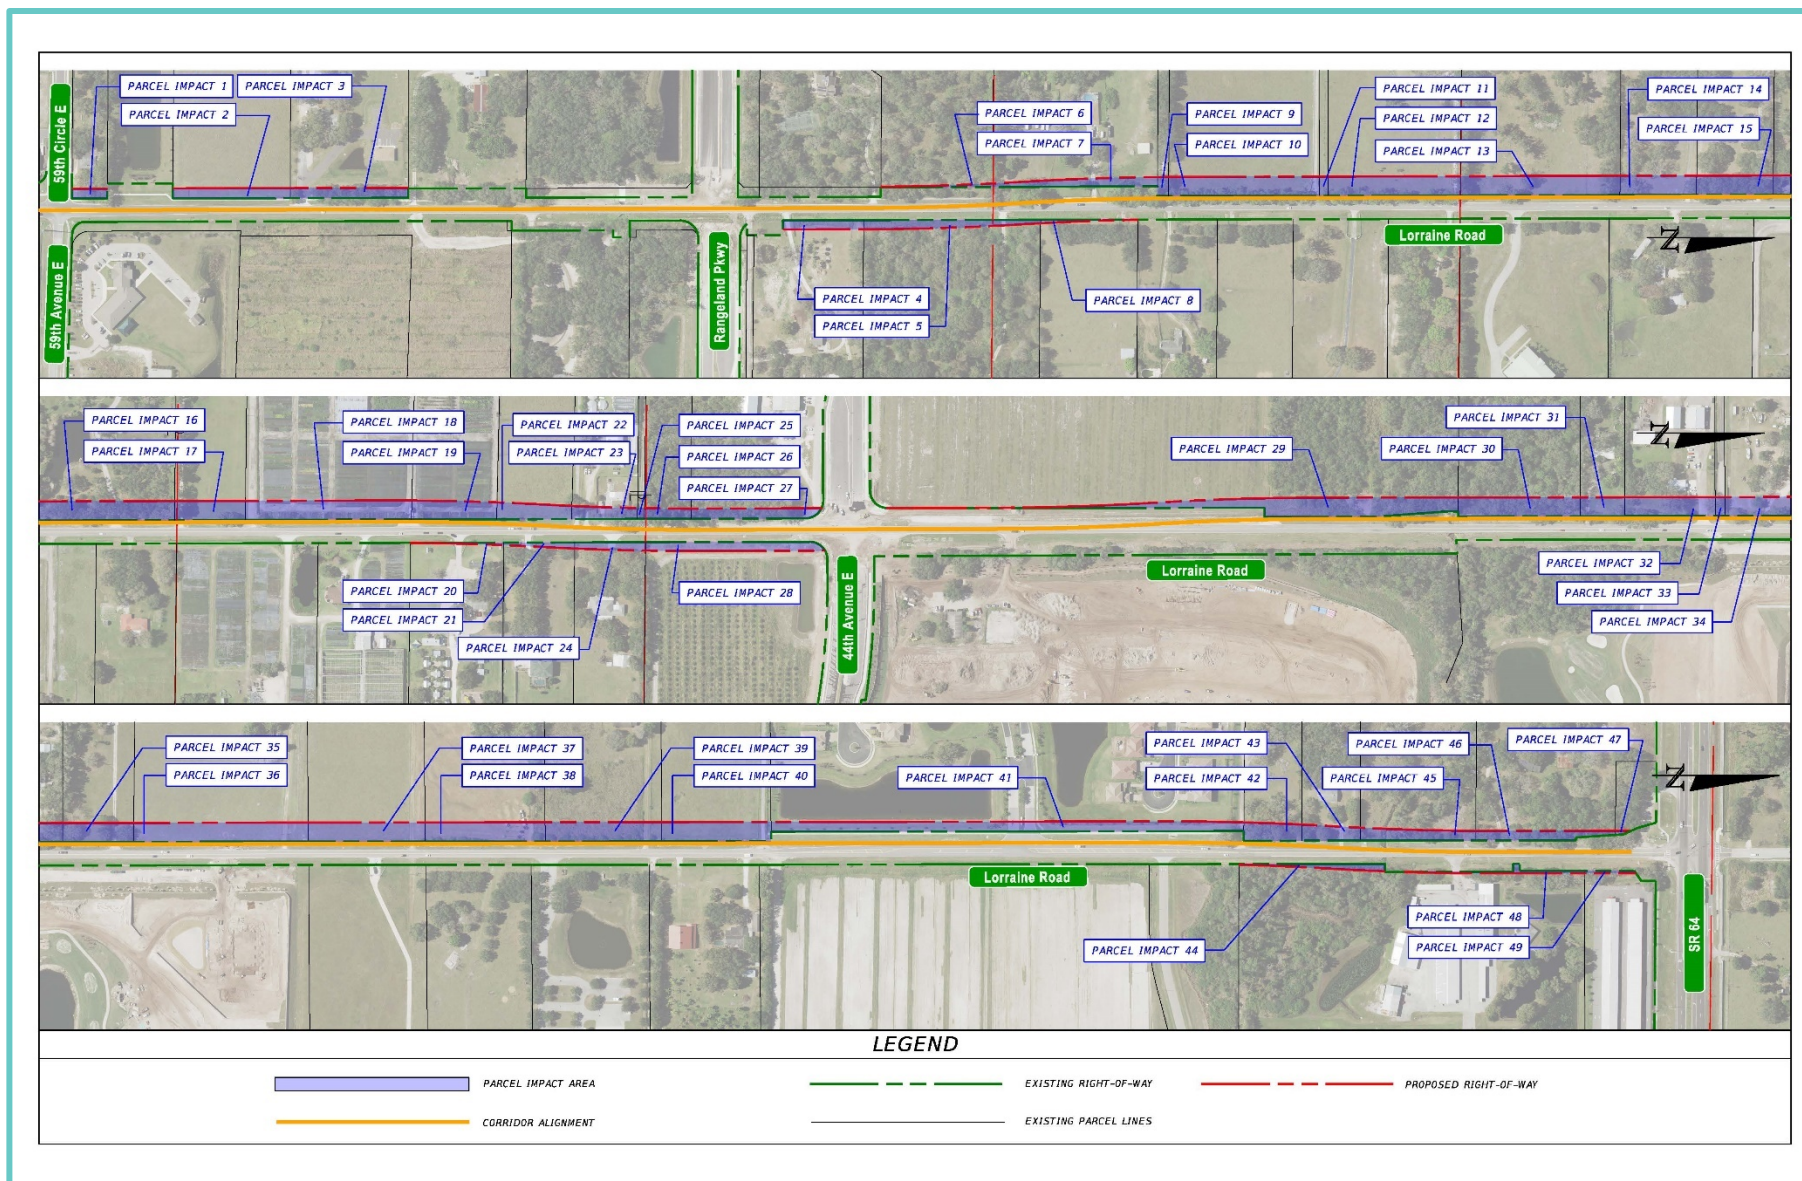 PARCEL IMPACT 1
PARCEL IMPACT 3
PARCEL IMPACT 2
59th Circle E
59th Avenue E
Rangeland Pkwy
PARCEL IMPACT 6
PARCEL IMPACT 7
PARCEL IMPACT 9
PARCEL IMPACT 10
PARCEL IMPACT 11
PARCEL IMPACT 12
PARCEL IMPACT 13
PARCEL IMPACT 14
PARCEL IMPACT 15
PARCEL IMPACT 4
PARCEL IMPACT 5
PARCEL IMPACT 8
Lorraine Road
N
PARCEL IMPACT 16
PARCEL IMPACT 17
PARCEL IMPACT 18
PARCEL IMPACT 19
PARCEL IMPACT 22
PARCEL IMPACT 23
PARCEL IMPACT 25
PARCEL IMPACT 26
PARCEL IMPACT 27
PARCEL IMPACT 29
PARCEL IMPACT 30
PARCEL IMPACT 31
N
PARCEL IMPACT 20
PARCEL IMPACT 21
PARCEL IMPACT 24
PARCEL IMPACT 28
44th Avenue E
Lorraine Road
PARCEL IMPACT 32
PARCEL IMPACT 33
PARCEL IMPACT 34
PARCEL IMPACT 35
PARCEL IMPACT 36
PARCEL IMPACT 37
PARCEL IMPACT 38
PARCEL IMPACT 39
PARCEL IMPACT 40
PARCEL IMPACT 41
PARCEL IMPACT 43
PARCEL IMPACT 42
PARCEL IMPACT 46
PARCEL IMPACT 45
PARCEL IMPACT 47
N
Lorraine Road
PARCEL IMPACT 44
PARCEL IMPACT 48
PARCEL IMPACT 49
SR 64
LEGEND
PARCEL IMPACT AREA
EXISTING RIGHT-OF-WAY
PROPOSED RIGHT-OF-WAY
CORRIDOR ALIGNMENT
EXISTING PARCEL LINES